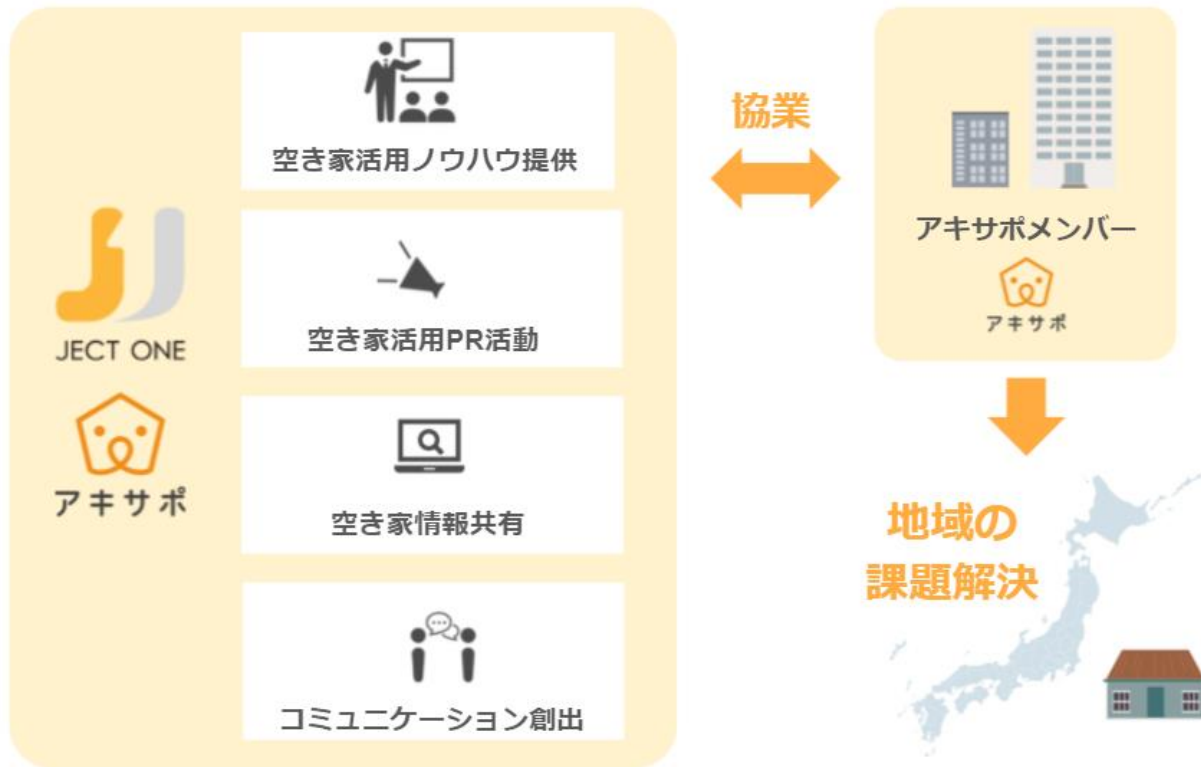 空き家活用ノウハウ提供
空き家活用PR活動
JECT ONE
アキサポ
空き家情報共有
コミュニケーション創出
協業
アキサポメンバー
アキサポ
地域の
課題解決